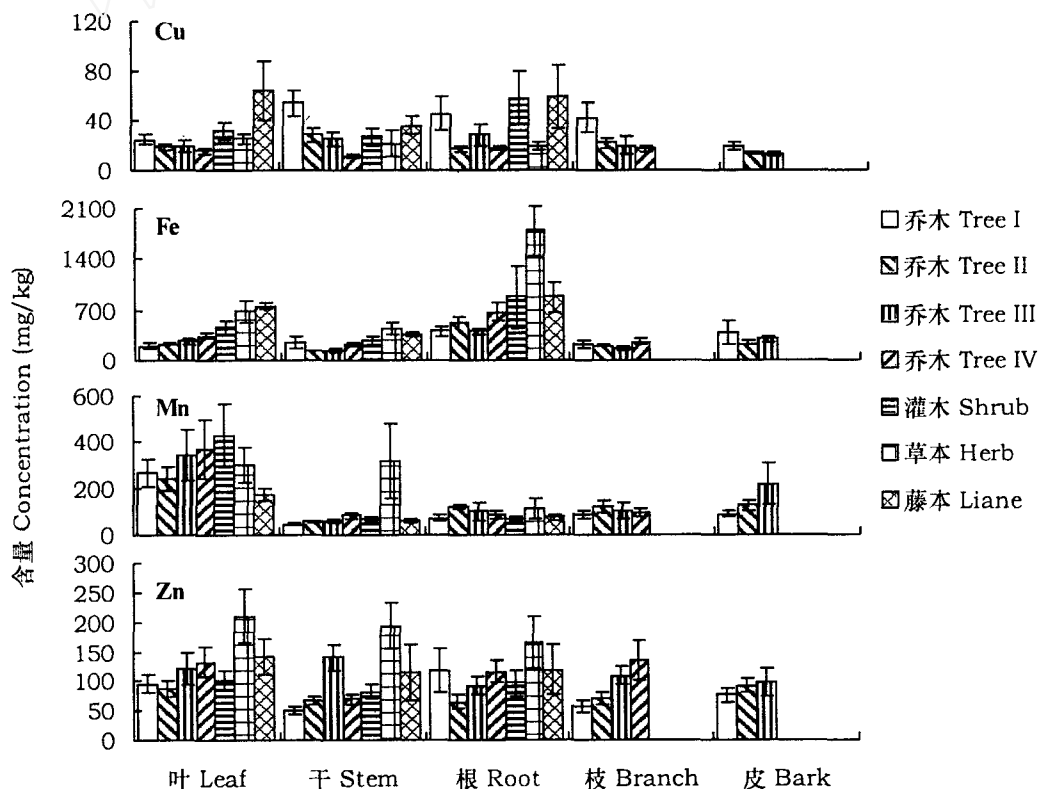 120
80
40
0
Cu
2100
1400
700
0
Fe
600
400
200
0
Mn
300
250
200
150
100
50
0
Zn
含量 Concentration (mg/kg)
叶 Leaf
干 Stem
根 Root
枝 Branch
皮 Bark
乔木 Tree I
乔木 Tree II
乔木 Tree III
乔木 Tree IV
灌木 Shrub
草本 Herb
藤本 Liane